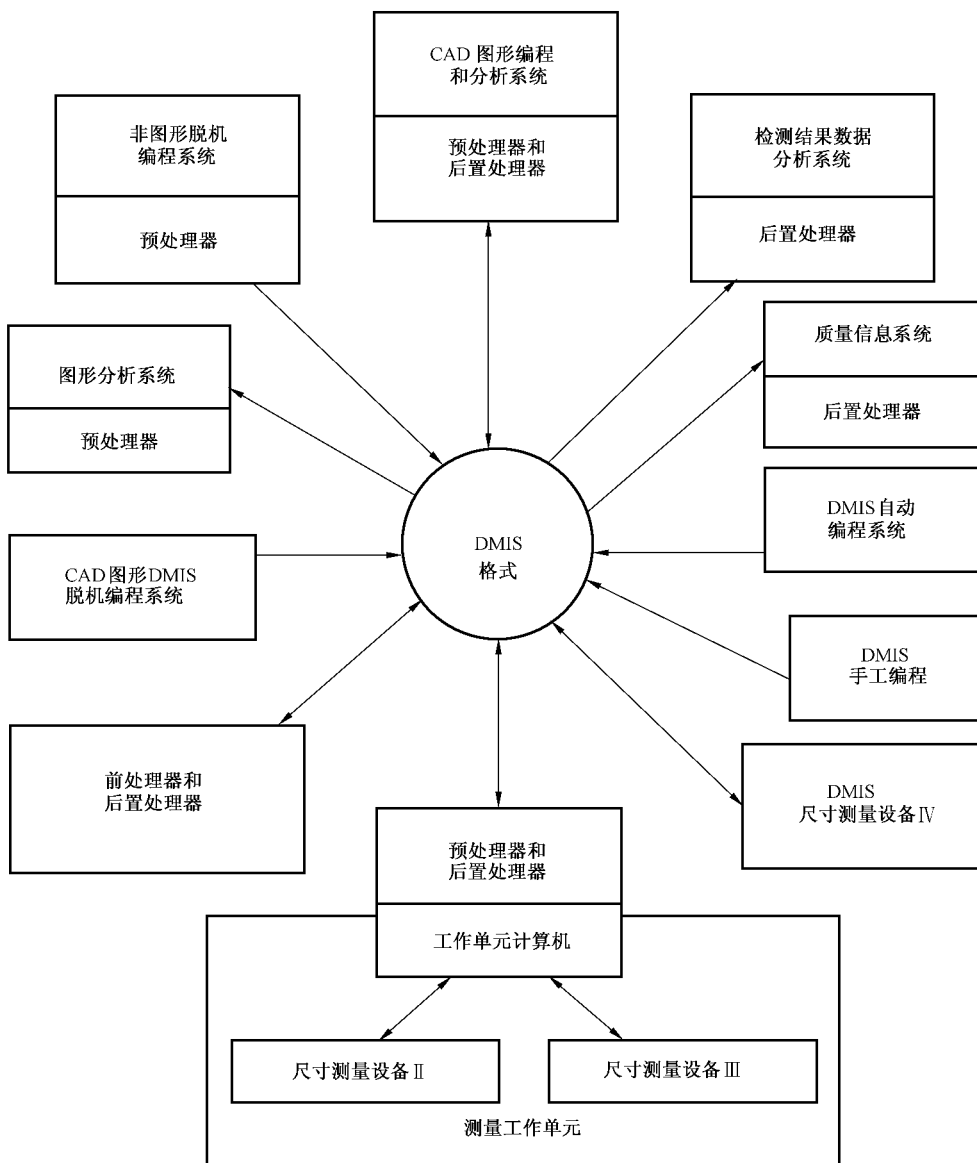 CAD 图形编程
和分析系统
预处理器和
后置处理器
非图形脱机
编程系统
预处理器
检测结果数据
分析系统
后置处理器
图形分析系统
预处理器
质量信息系统
后置处理器
CAD图形DMIS
脱机编程系统
DMIS
格式
DMIS自动
编程系统
DMIS
手工编程
前处理器和
后置处理器
DMIS
尺寸测量设备Ⅳ
预处理器和
后置处理器
工作单元计算机
尺寸测量设备Ⅱ
尺寸测量设备Ⅲ
测量工作单元